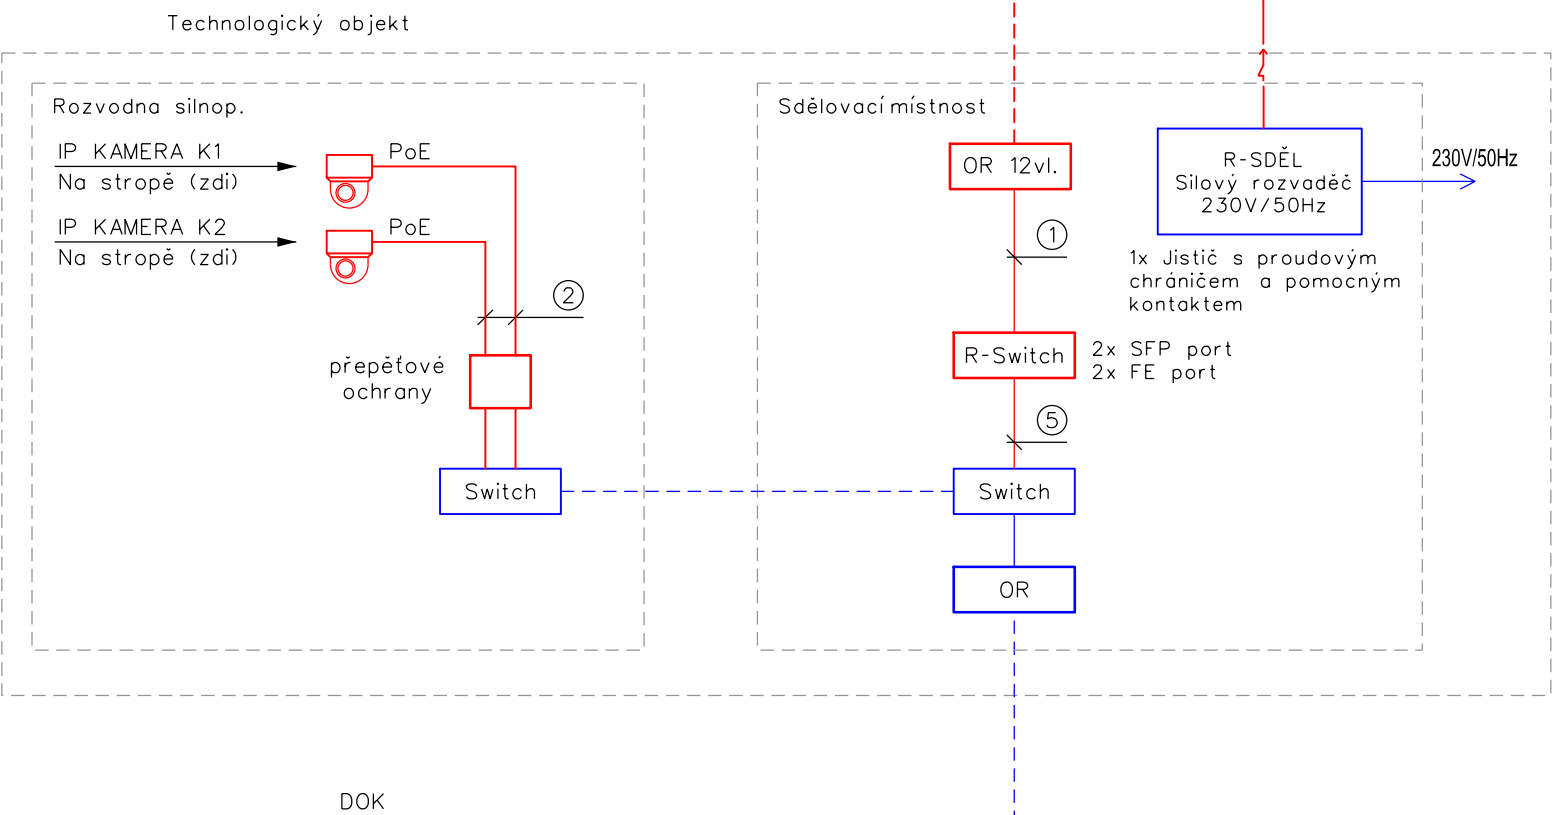 Technologický objekt
Rozvodna silnop.
IP KAMERA K1
Na stropě (zdi)
PoE
IP KAMERA K2
Na stropě (zdi)
PoE
2
přepěťové
ochrany
Switch
Sdělovací místnost
OR 12vl.
1
R-Switch
2x SFP port
2x FE port
5
Switch
OR
R-SDĚL
Silový rozvaděč
230V/50Hz
230V/50Hz
1x Jistič s proudovým
chráničem a pomocným
kontaktem
DOK